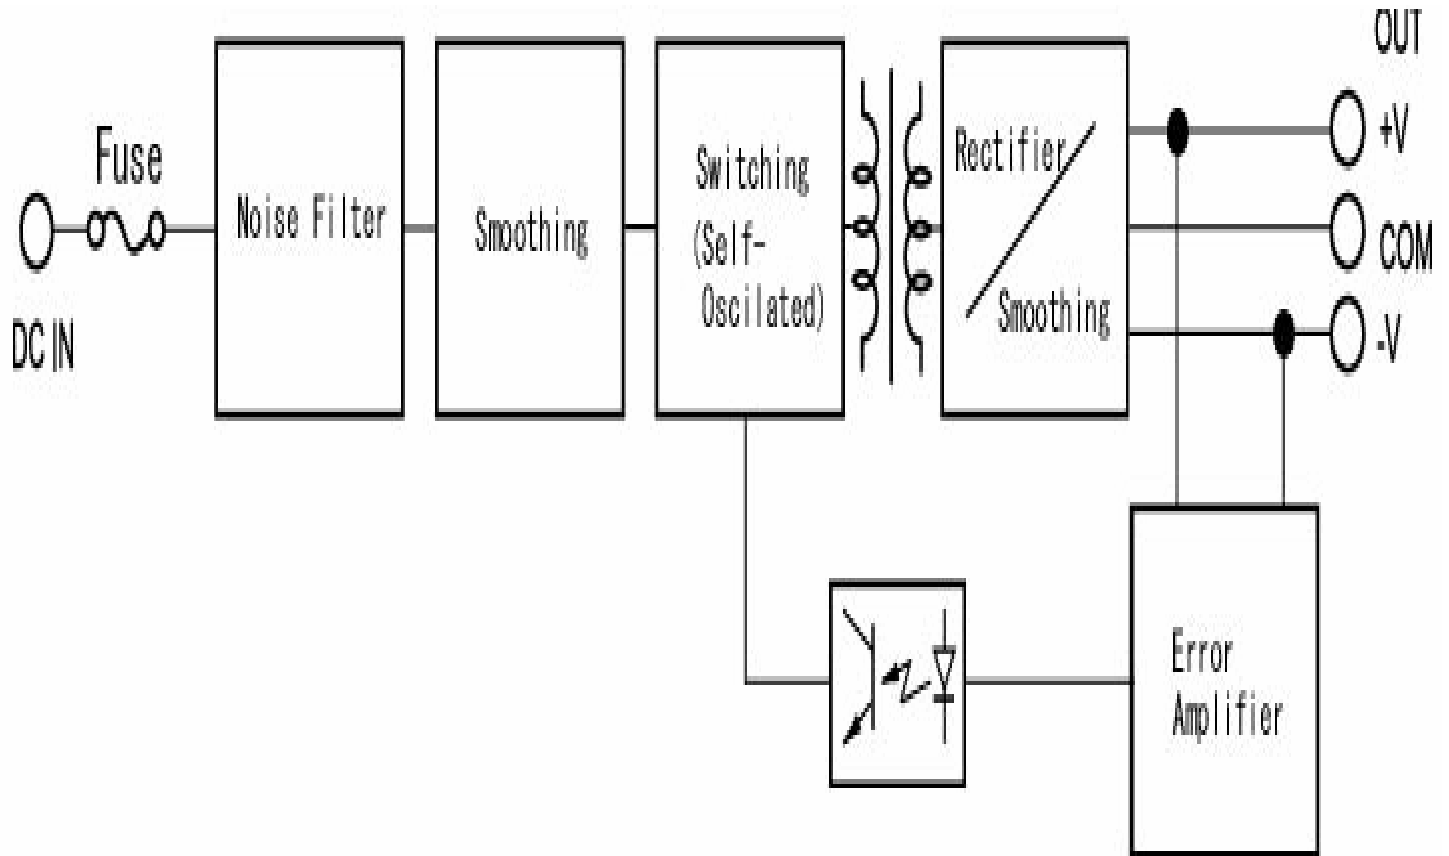 OUT
Fuse
+V
Rectifier
Switching
Noise Filter
Smoothing
(Self-
COM
Oscilated)
Smoothing
DC IN
-V
Error
Amplifier